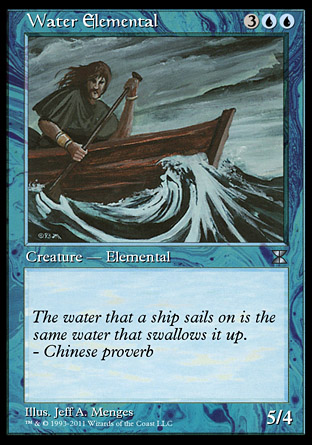 Water Elemental 3
Creature — Elemental
The water that a ship sails on is the
same water that swallows it up.
- Chinese proverb
5/4
Illus. Jeff A. Menges
™ & © 1993-2011 Wizards of the Coast LLC